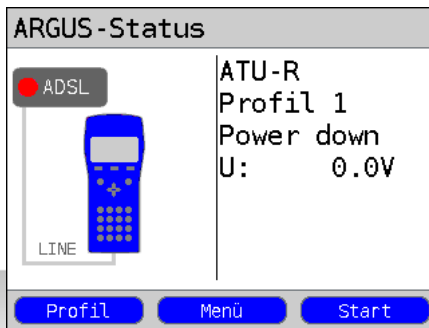 ARGUS-Status
ADSL
LINE
ATU-R
Profil 1
Power down
U: 0.0V
Profil
Menü
Start